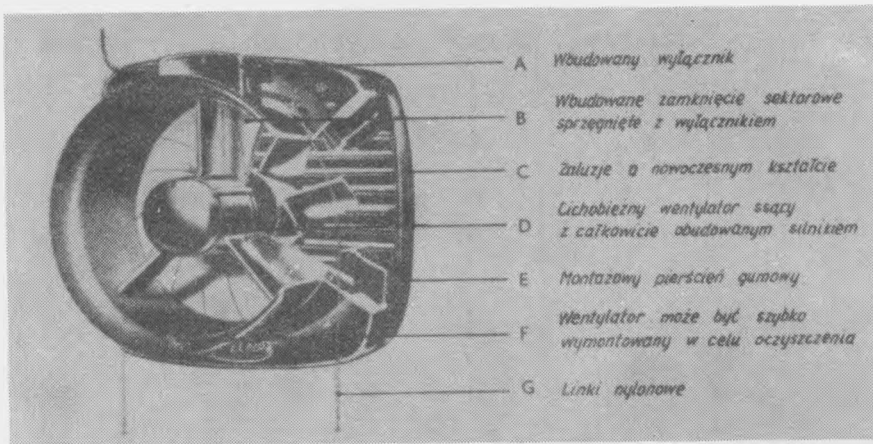 A Wbudowany wyłącznik
B Wbudowane zamknięcie sektorowe
sprzęgnięte z wyłącznikiem
C Żaluzje o nowoczesnym kształcie
D Cichobieżny wentylator ssący
z całkowicie obudowanym silnikiem
E Montażowy pierścień gumowy
F Wentylator może być szybko
wymontowany w celu oczyszczenia
G Linki nylonowe